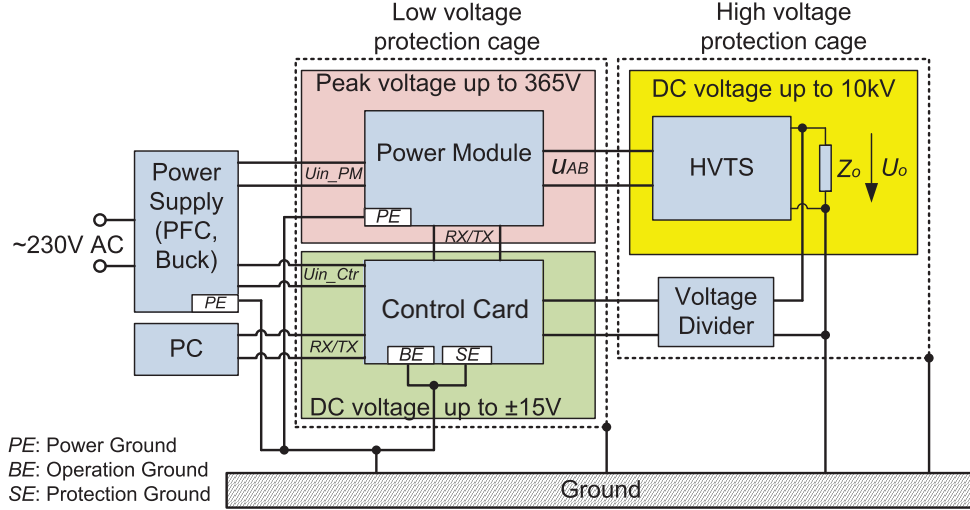 Low voltage
protection cage
High voltage
protection cage
Peak voltage up to 365V
DC voltage up to 10kV
Power Module
HVTS
Zo
Uo
uAB
Uin_PM
PE
RX/TX
Power
Supply
(PFC,
Buck)
PE
~230V AC
Uin_Ctr
Control Card
Voltage
Divider
PC
RX/TX
BE
SE
DC voltage up to ±15V
PE: Power Ground
BE: Operation Ground
SE: Protection Ground
Ground